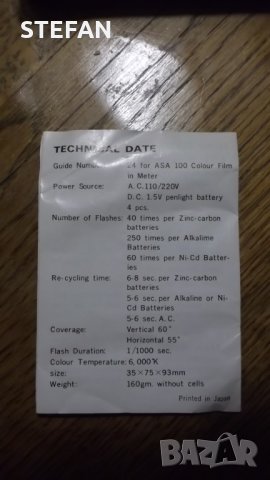 STEFAN
TECHNICAL DATE
Guide Number: 24 for ASA 100 Colour Film
in Meter
Power Source: A.C.110/220V
D.C. 1.5V penlight battery
4 pcs.
Number of Flashes: 40 times per Zinc-carbon
batteries
250 times per Alkalime
Batteries
60 times per Ni-Cd Batter-
ies
Re-cycling time: 6-8 sec. per Zinc-carbon
batteries
5-6 sec. per Alkaline or Ni-
Cd Batteries
5-6 sec. A.C.
Coverage: Vertical 60°
Horizontal 55°
Flash Duration: 1/1000 sec.
Colour Temperature: 6,000°K
size: 35×75×93mm
Weight: 160gm. without cells
Printed in Japan
BAZAR